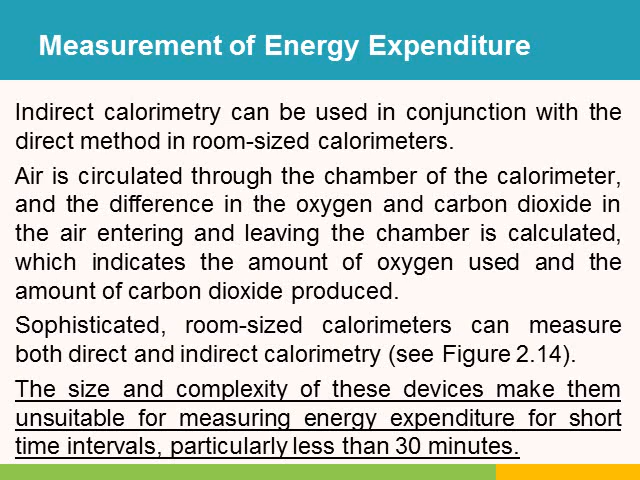 Measurement of Energy Expenditure
Indirect calorimetry can be used in conjunction with the
direct method in room-sized calorimeters.
Air is circulated through the chamber of the calorimeter,
and the difference in the oxygen and carbon dioxide in
the air entering and leaving the chamber is calculated,
which indicates the amount of oxygen used and the
amount of carbon dioxide produced.
Sophisticated, room-sized calorimeters can measure
both direct and indirect calorimetry (see Figure 2.14).
The size and complexity of these devices make them
unsuitable for measuring energy expenditure for short
time intervals, particularly less than 30 minutes.